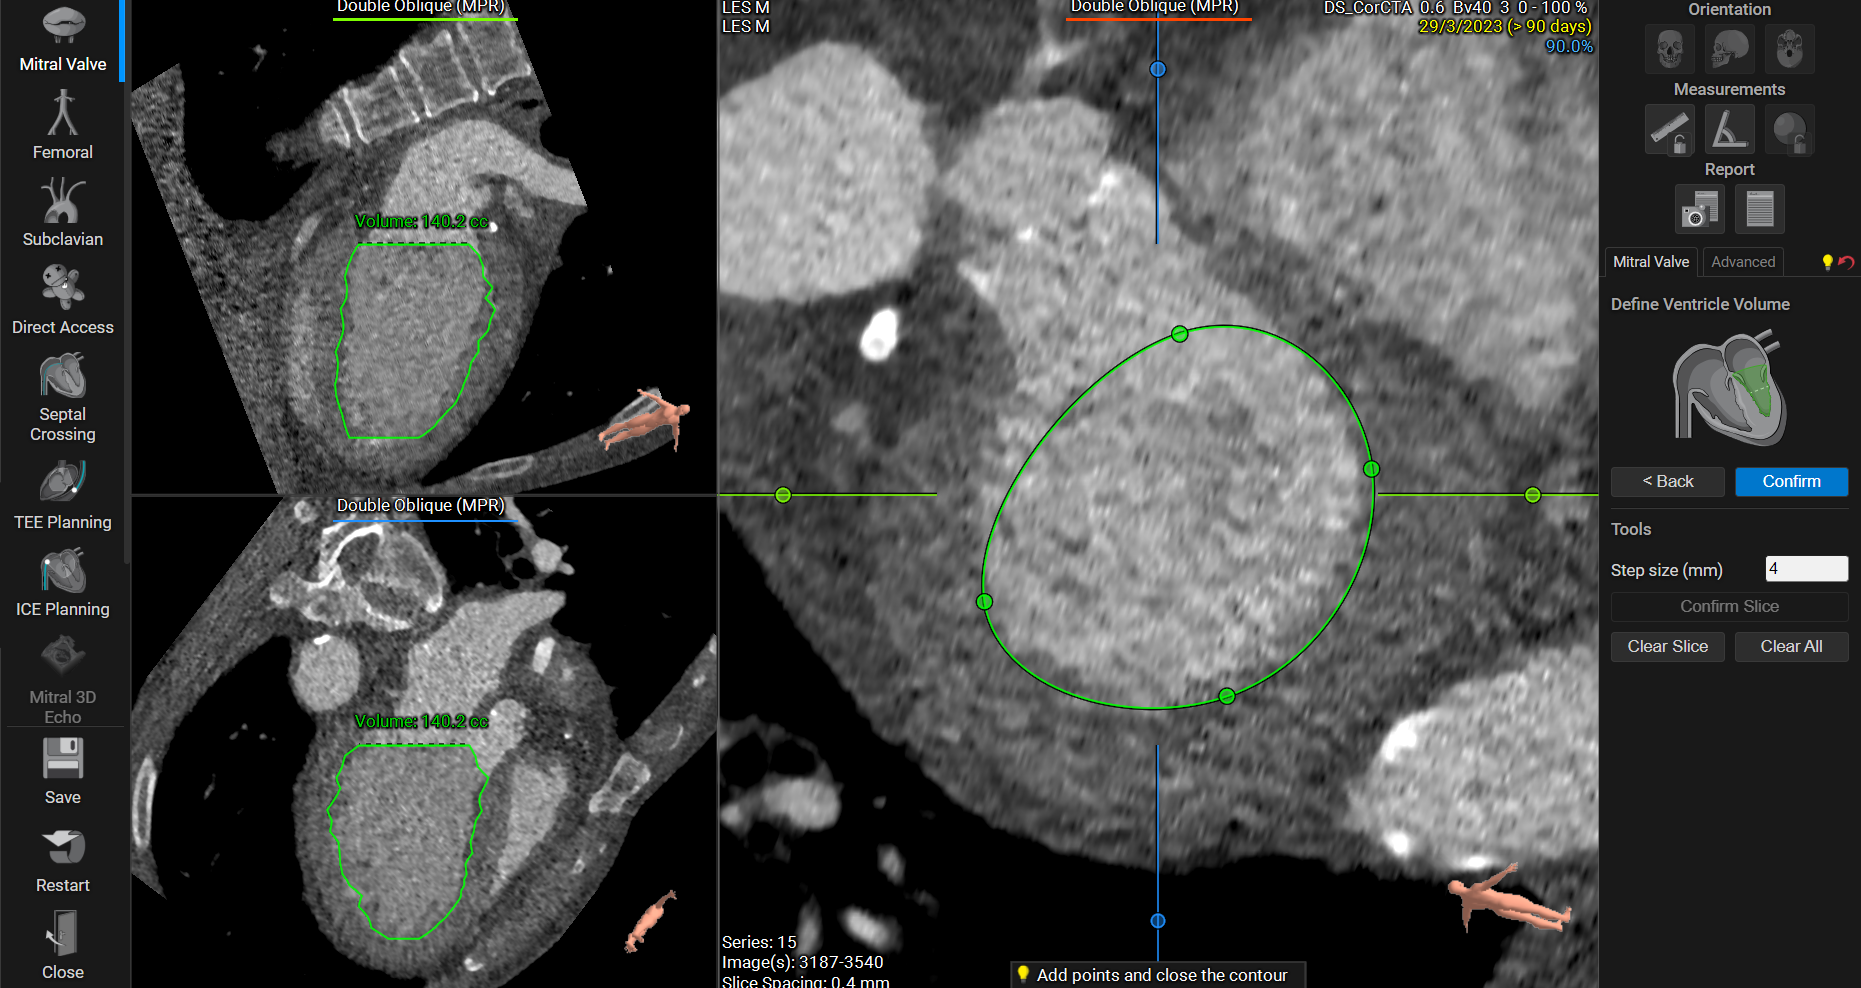 Mitral Valve
Femoral
Subclavian
Direct Access
Septal
Crossing
TEE Planning
ICE Planning
Mitral 3D
Echo
Save
Restart
Close
Double Oblique (MPR)
Volume: 140.2 cc
Double Oblique (MPR)
Volume: 140.2 cc
LES M
LES M
Double Oblique (MPR)
DS_CorCTA 0.6 Bv40 3 0 - 100 %
29/3/2023 (> 90 days)
90.0%
Series: 15
Image(s): 3187-3540
Slice Spacing: 0.4 mm
Add points and close the contour
Orientation
Measurements
Report
Mitral Valve
Advanced
Define Ventricle Volume
< Back
Confirm
Tools
Step size (mm)
4
Confirm Slice
Clear Slice
Clear All